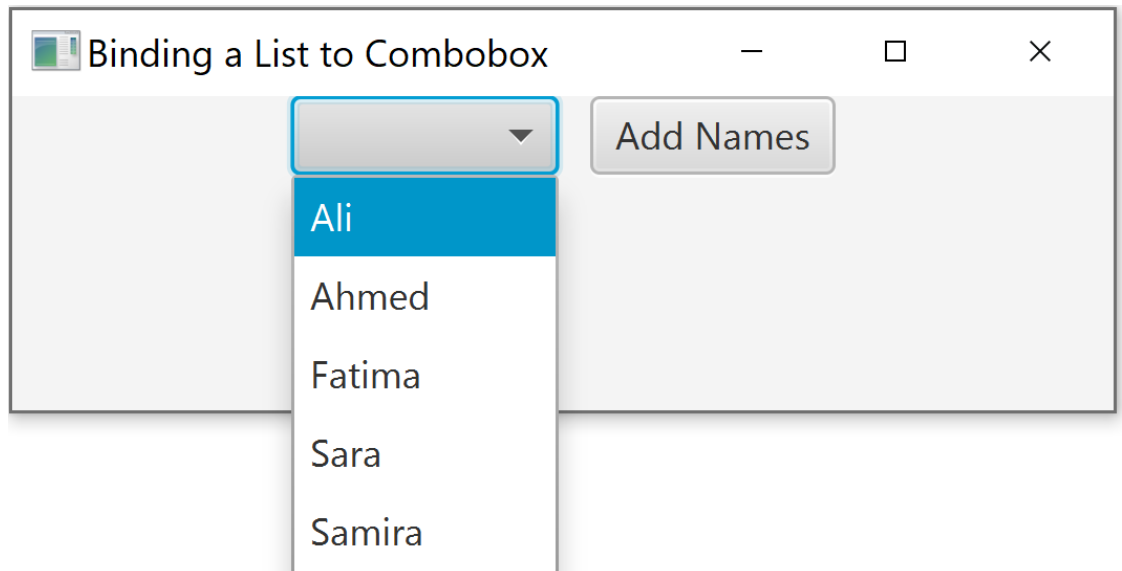 Binding a List to Combobox
Add Names
Ali
Ahmed
Fatima
Sara
Samira